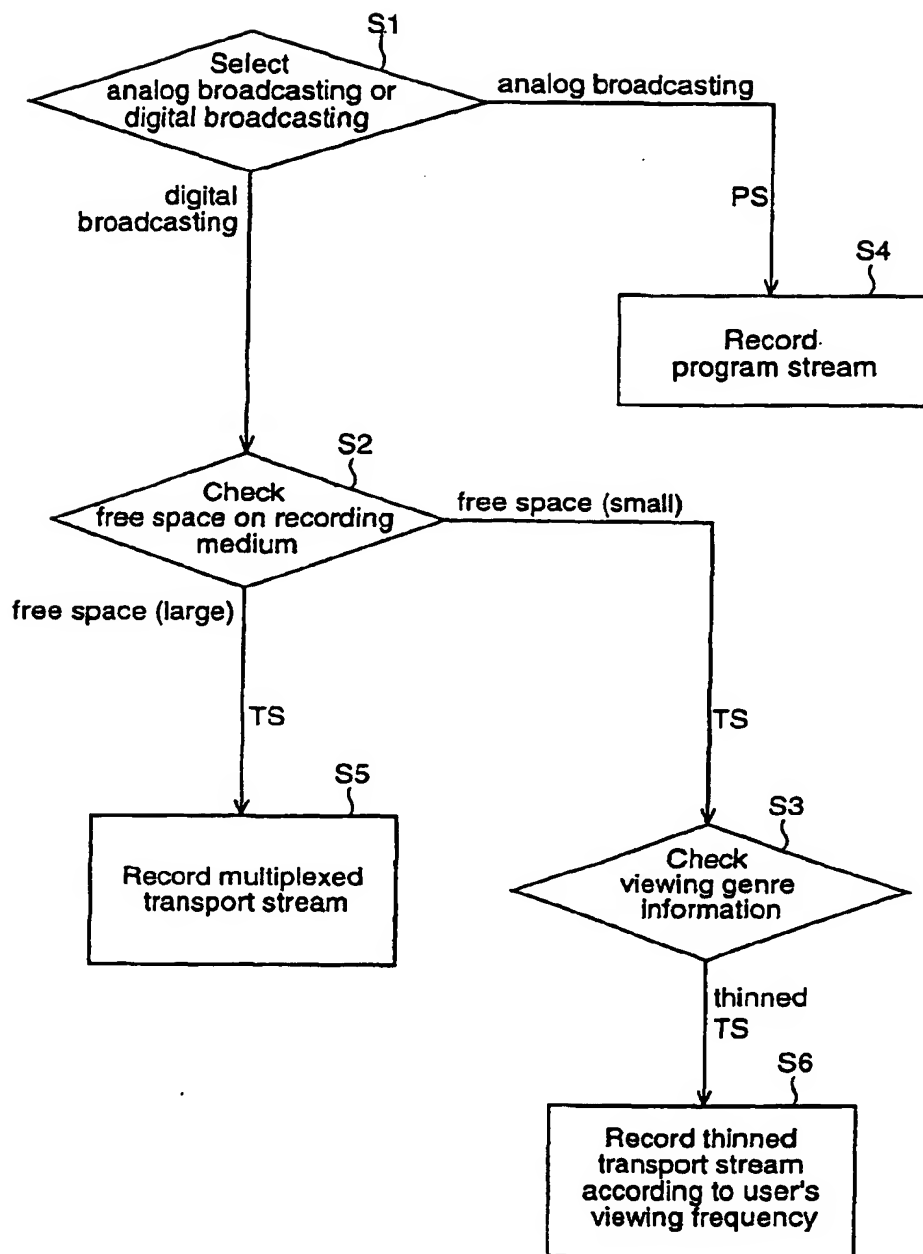 S1
Select
analog broadcasting or
digital broadcasting
analog broadcasting
digital
broadcasting
PS
S4
Record
program stream
S2
Check
free space on recording
medium
free space (small)
free space (large)
TS
TS
S5
Record multiplexed
transport stream
S3
Check
viewing genre
information
thinned
TS
S6
Record thinned
transport stream
according to user's
viewing frequency